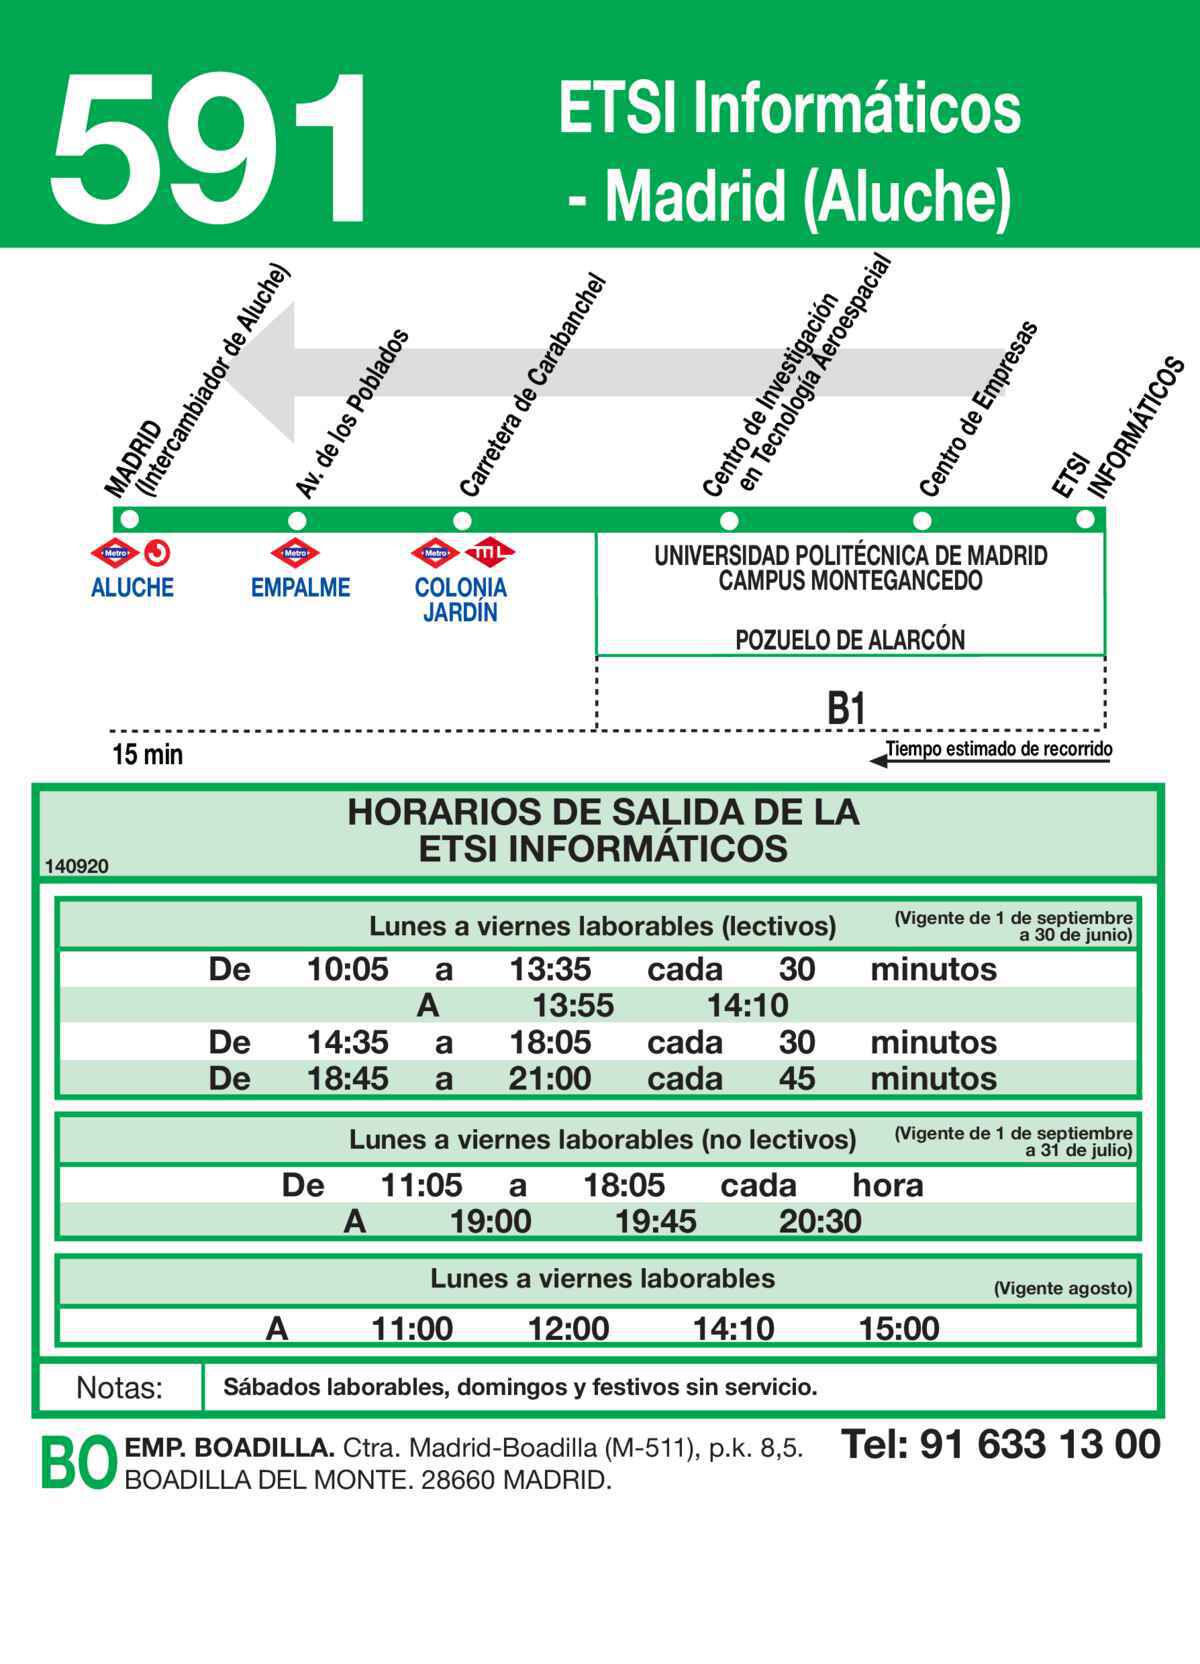 591
ETSI Informáticos
- Madrid (Aluche)
MADRID
(Intercambiador de Aluche)
Av. de los Poblados
Carretera de Carabanchel
Centro de Investigación
en Tecnología Aeroespacial
Centro de Empresas
ETSI
INFORMÁTICOS
Metro
ALUCHE
Metro
EMPALME
Metro ML
COLONIA
JARDÍN
UNIVERSIDAD POLITÉCNICA DE MADRID
CAMPUS MONTEGANCEDO
POZUELO DE ALARCÓN
B1
15 min
Tiempo estimado de recorrido
HORARIOS DE SALIDA DE LA
ETSI INFORMÁTICOS
140920
Lunes a viernes laborables (lectivos)
(Vigente de 1 de septiembre
a 30 de junio)
De 10:05 a 13:35 cada 30 minutos
A 13:55 14:10
De 14:35 a 18:05 cada 30 minutos
De 18:45 a 21:00 cada 45 minutos
Lunes a viernes laborables (no lectivos)
(Vigente de 1 de septiembre
a 31 de julio)
De 11:05 a 18:05 cada hora
A 19:00 19:45 20:30
Lunes a viernes laborables
(Vigente agosto)
A 11:00 12:00 14:10 15:00
Notas:
Sábados laborables, domingos y festivos sin servicio.
BO
EMP. BOADILLA. Ctra. Madrid-Boadilla (M-511), p.k. 8,5.
BOADILLA DEL MONTE. 28660 MADRID.
Tel: 91 633 13 00